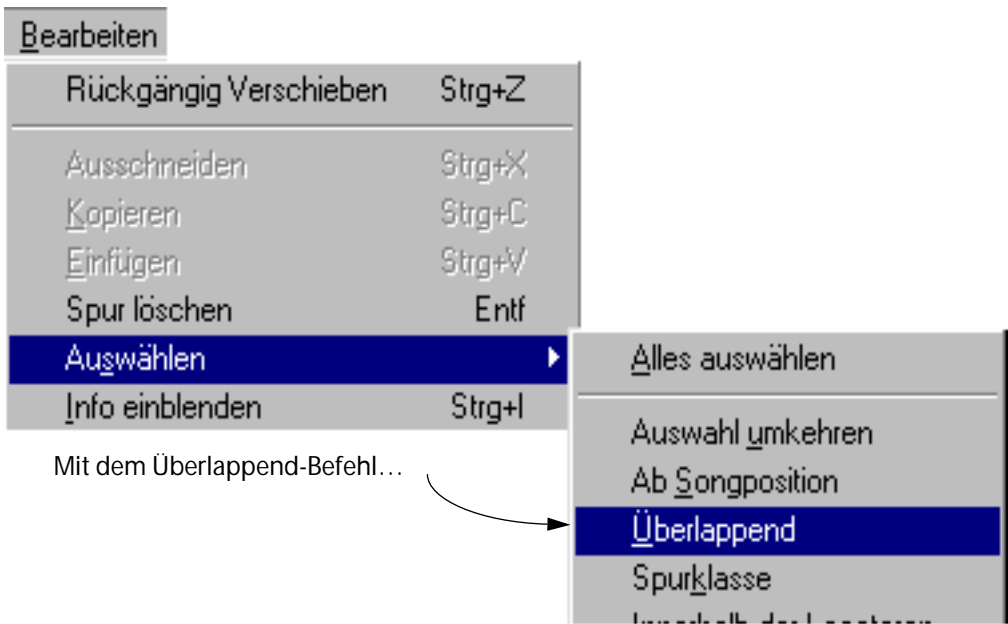 Bearbeiten
Rückgängig Verschieben Strg+Z
Ausschneiden Strg+X
Kopieren Strg+C
Einfügen Strg+V
Spur löschen Entf
Auswählen
Info einblenden Strg+I
Alles auswählen
Auswahl umkehren
Ab Songposition
Überlappend
Spurklasse
Mit dem Überlappend-Befehl…